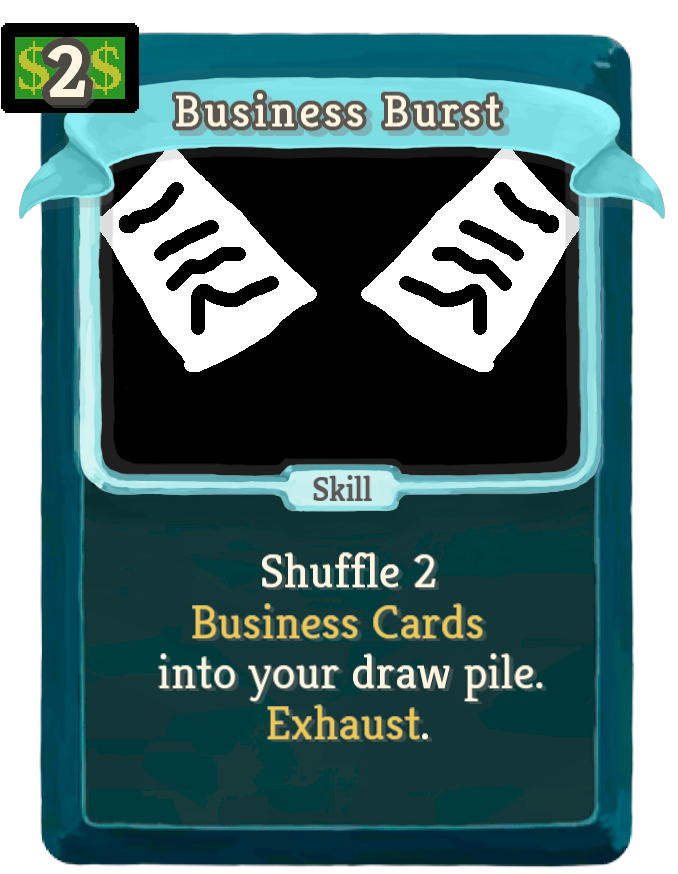 $2$
Business Burst
Skill
Shuffle 2
Business Cards
into your draw pile.
Exhaust.